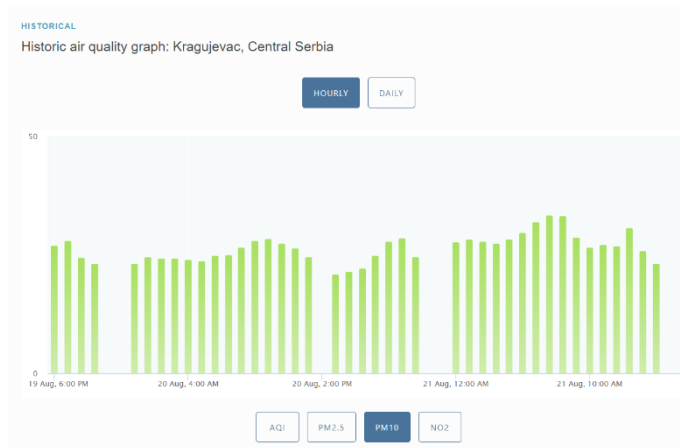 HISTORICAL
Historic air quality graph: Kragujevac, Central Serbia
HOURLY DAILY
50
0
19 Aug, 6:00 PM 20 Aug, 4:00 AM 20 Aug, 2:00 PM 21 Aug, 12:00 AM 21 Aug, 10:00 AM
AQI PM2.5 PM10 NO2